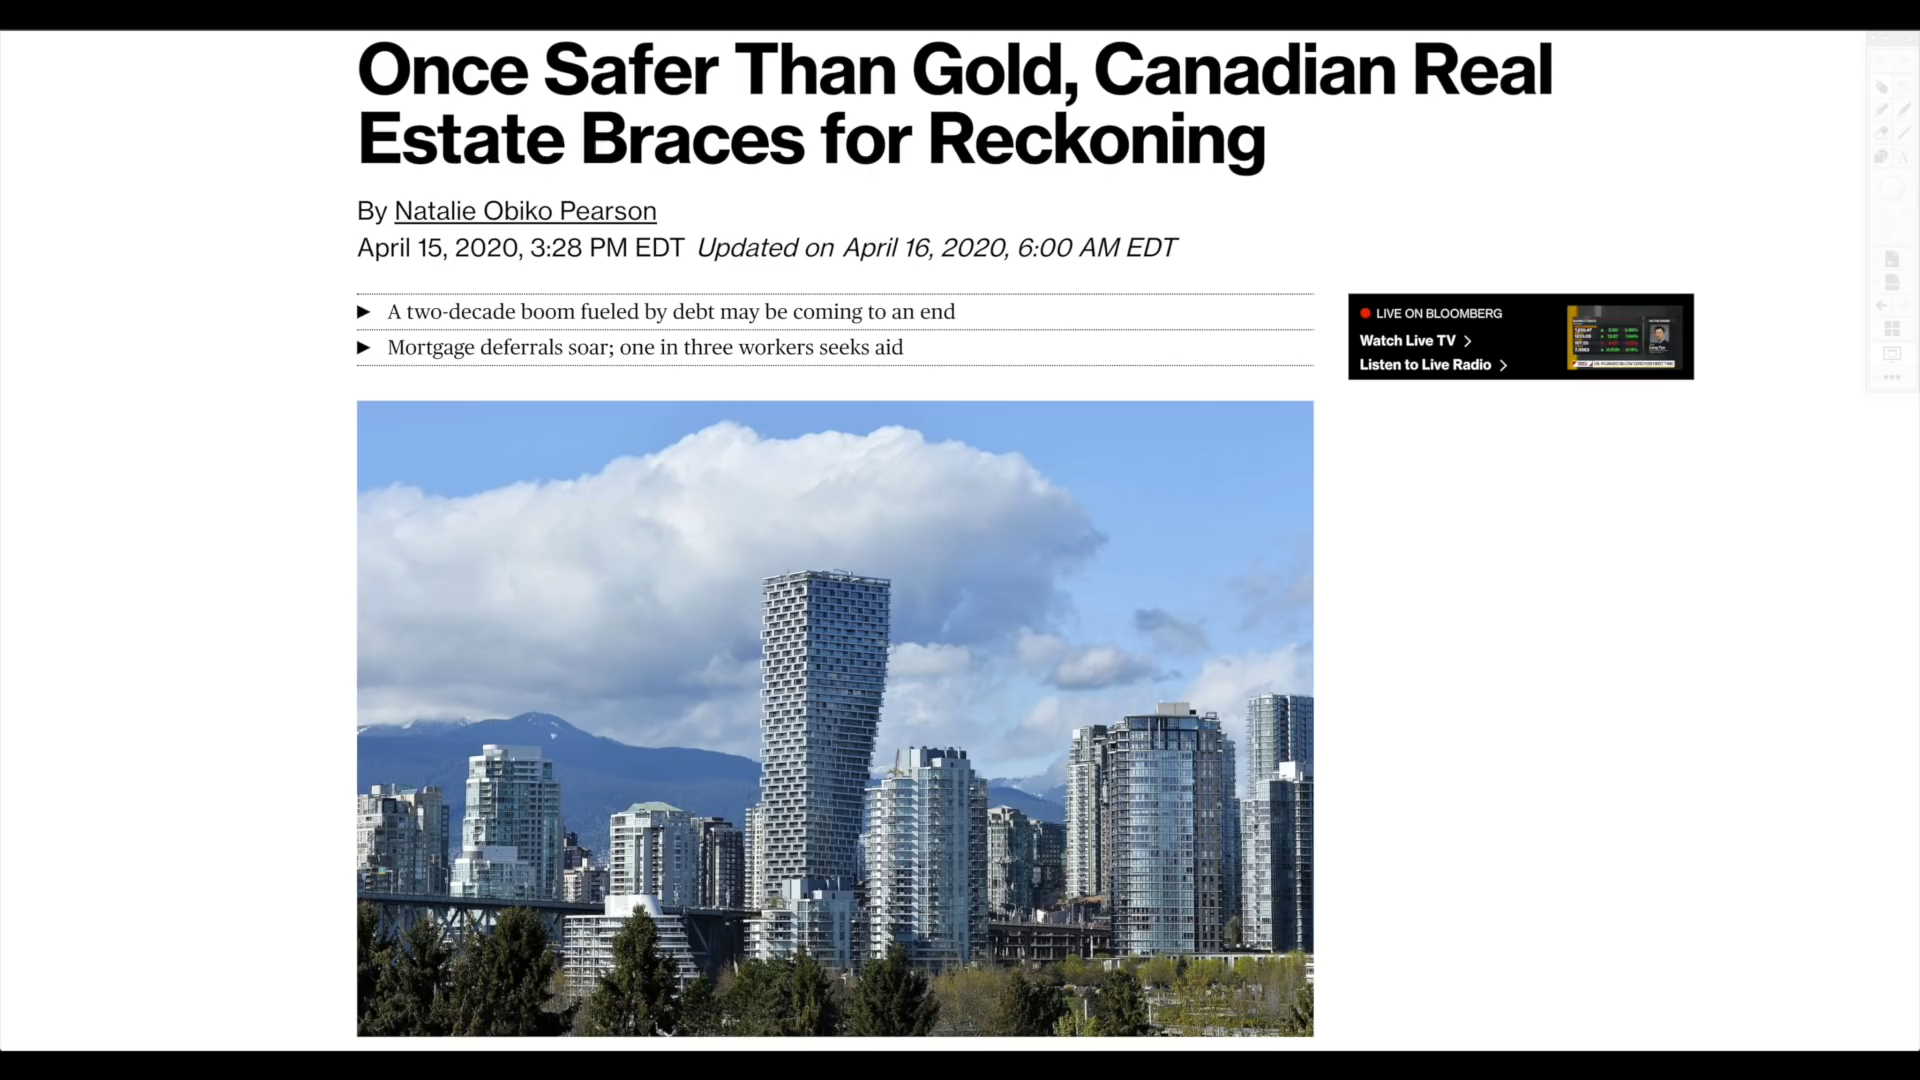 Once Safer Than Gold, Canadian Real
Estate Braces for Reckoning
By Natalie Obiko Pearson
April 15, 2020, 3:28 PM EDT Updated on April 16, 2020, 6:00 AM EDT
▶ A two-decade boom fueled by debt may be coming to an end
▶ Mortgage deferrals soar; one in three workers seeks aid
LIVE ON BLOOMBERG
Watch Live TV >
Listen to Live Radio >